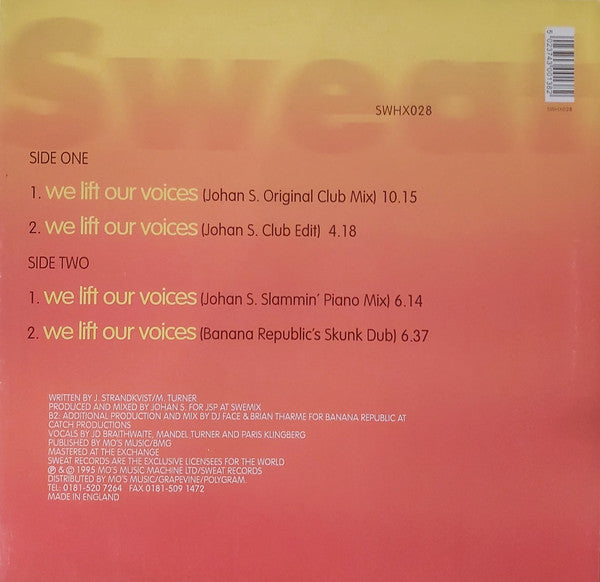 Sweat
SWHX028
5023743001382
SWHX028
SIDE ONE
1. we lift our voices (Johan S. Original Club Mix) 10.15
2. we lift our voices (Johan S. Club Edit) 4.18
SIDE TWO
1. we lift our voices (Johan S. Slammin' Piano Mix) 6.14
2. we lift our voices (Banana Republic's Skunk Dub) 6.37
WRITTEN BY J. STRANDKVIST/M. TURNER
PRODUCED AND MIXED BY JOHAN S. FOR JSP AT SWEMIX
B2: ADDITIONAL PRODUCTION AND MIX BY DJ FACE & BRIAN THARME FOR BANANA REPUBLIC AT
CATCH PRODUCTIONS
VOCALS BY JD BRAITHWAITE, MANDEL TURNER AND PARIS KLINGBERG
PUBLISHED BY MO'S MUSIC/BMG
MASTERED AT THE EXCHANGE
SWEAT RECORDS ARE THE EXCLUSIVE LICENSEES FOR THE WORLD
℗ & © 1995 MO'S MUSIC MACHINE LTD/SWEAT RECORDS
DISTRIBUTED BY MO'S MUSIC/GRAPEVINE/POLYGRAM.
TEL: 0181-520 7264 FAX 0181-509 1472
MADE IN ENGLAND